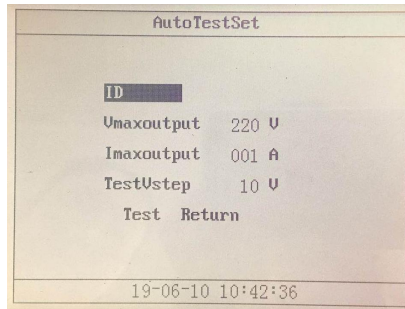 AutoTestSet
ID
Vmaxoutput 220 V
Imaxoutput 001 A
TestVstep 10 V
Test Return
19-06-10 10:42:36